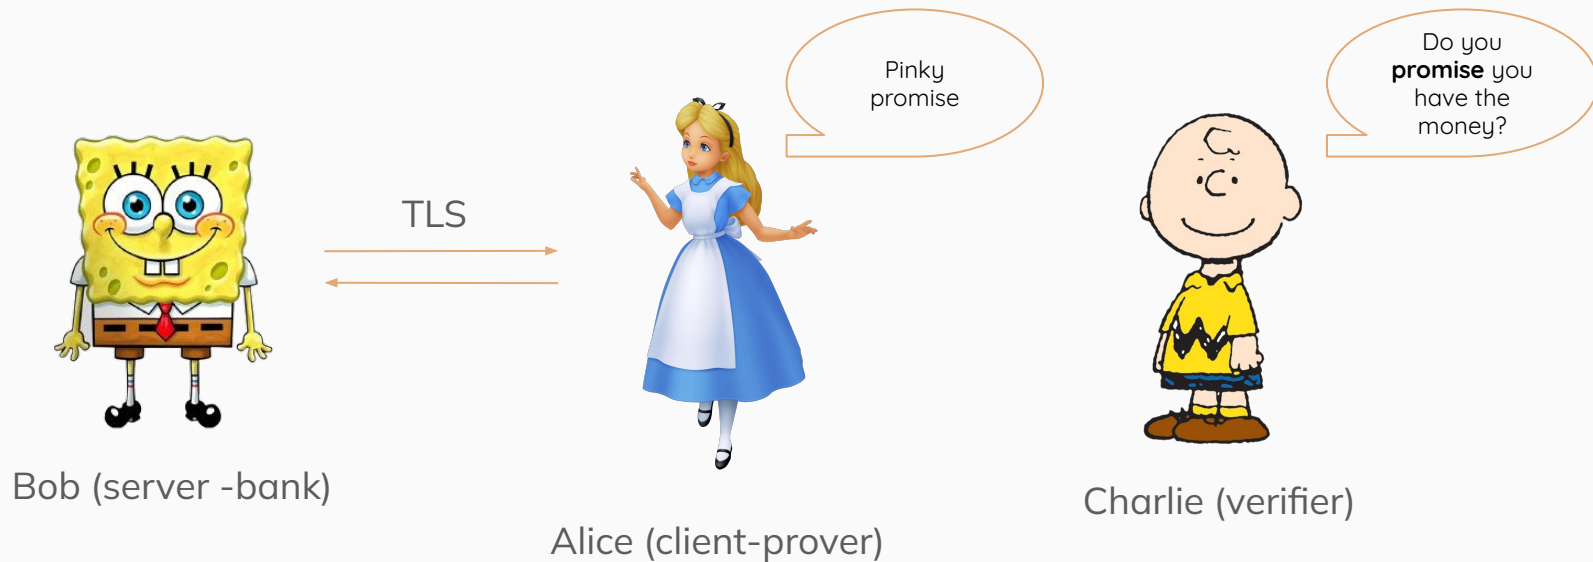 Pinky
promise
Do you
promise you
have the
money?
TLS
Bob (server -bank)
Alice (client-prover)
Charlie (verifier)